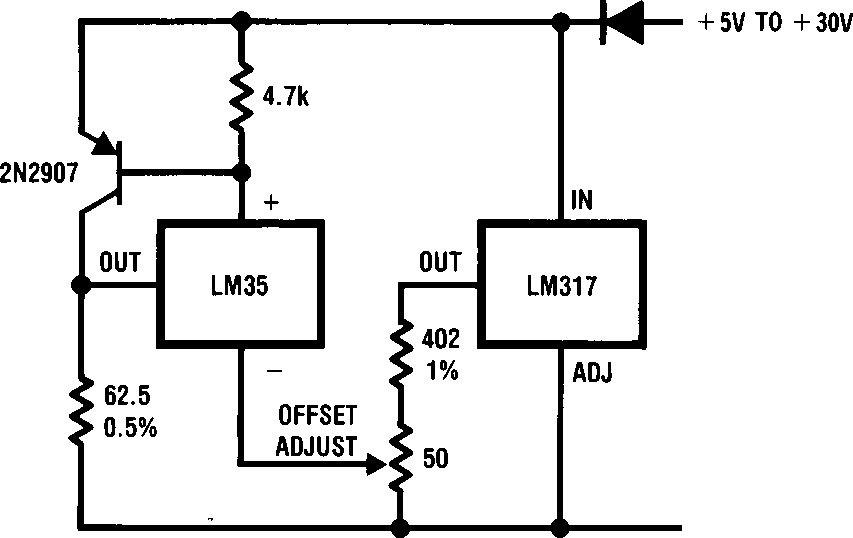 +5V TO +30V
4.7k
2N2907
+
IN
OUT
LM35
OUT
LM317
402
1%
−
ADJ
62.5
0.5%
OFFSET
ADJUST
50